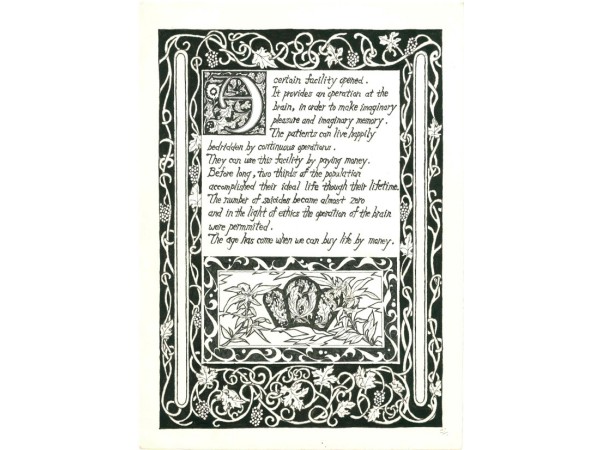 A certain facility opened.
It provides an operation at the
brain, in order to make imaginary
pleasure and imaginary memory.
The patients can live happily
bedridden by continuous operations.
They can use this facility by paying money.
Before long, two thirds of the population
accomplished their ideal life though their lifetime.
The number of suicides became almost zero
and in the light of ethics the operation of the brain
were permmited.
The age has come when we can buy life by money.